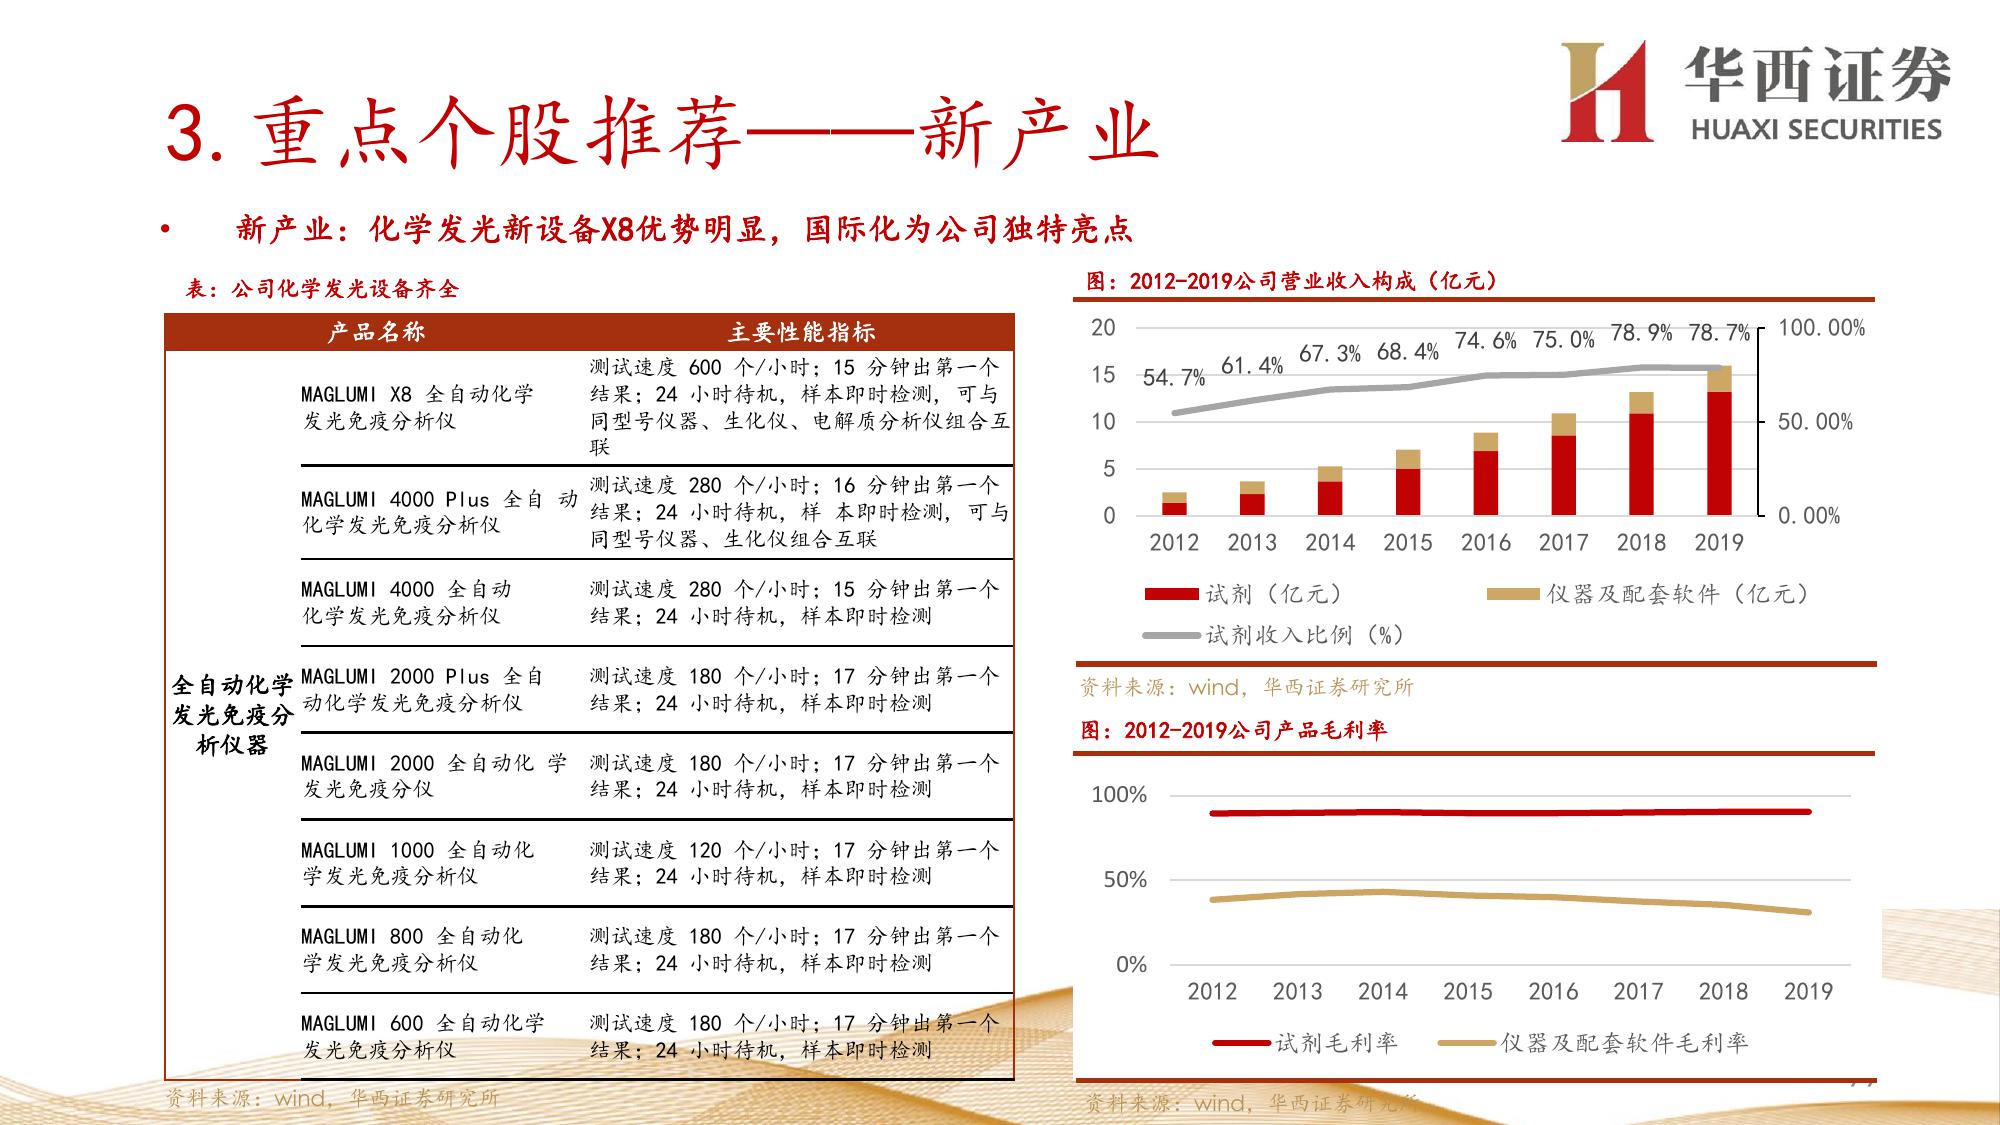 华西证券
HUAXI SECURITIES
3. 重点个股推荐——新产业
• 新产业：化学发光新设备X8优势明显，国际化为公司独特亮点
表：公司化学发光设备齐全
产品名称 主要性能指标
全自动化学
发光免疫分
析仪器
MAGLUMI X8 全自动化学
发光免疫分析仪
测试速度 600 个/小时；15 分钟出第一个
结果；24 小时待机，样本即时检测，可与
同型号仪器、生化仪、电解质分析仪组合互
联
MAGLUMI 4000 Plus 全自 动
化学发光免疫分析仪
测试速度 280 个/小时；16 分钟出第一个
结果；24 小时待机，样 本即时检测，可与
同型号仪器、生化仪组合互联
MAGLUMI 4000 全自动
化学发光免疫分析仪
测试速度 280 个/小时；15 分钟出第一个
结果；24 小时待机，样本即时检测
MAGLUMI 2000 Plus 全自
动化学发光免疫分析仪
测试速度 180 个/小时；17 分钟出第一个
结果；24 小时待机，样本即时检测
MAGLUMI 2000 全自动化 学
发光免疫分仪
测试速度 180 个/小时；17 分钟出第一个
结果；24 小时待机，样本即时检测
MAGLUMI 1000 全自动化
学发光免疫分析仪
测试速度 120 个/小时；17 分钟出第一个
结果；24 小时待机，样本即时检测
MAGLUMI 800 全自动化
学发光免疫分析仪
测试速度 180 个/小时；17 分钟出第一个
结果；24 小时待机，样本即时检测
MAGLUMI 600 全自动化学
发光免疫分析仪
测试速度 180 个/小时；17 分钟出第一个
结果；24 小时待机，样本即时检测
资料来源：wind，华西证券研究所
图：2012-2019公司营业收入构成（亿元）
20
15
10
5
0
54.7% 61.4% 67.3% 68.4% 74.6% 75.0% 78.9% 78.7%
100.00%
50.00%
0.00%
2012 2013 2014 2015 2016 2017 2018 2019
试剂（亿元） 仪器及配套软件（亿元）
试剂收入比例（%）
资料来源：wind，华西证券研究所
图：2012-2019公司产品毛利率
100%
50%
0%
2012 2013 2014 2015 2016 2017 2018 2019
试剂毛利率 仪器及配套软件毛利率
资料来源：wind，华西证券研究所